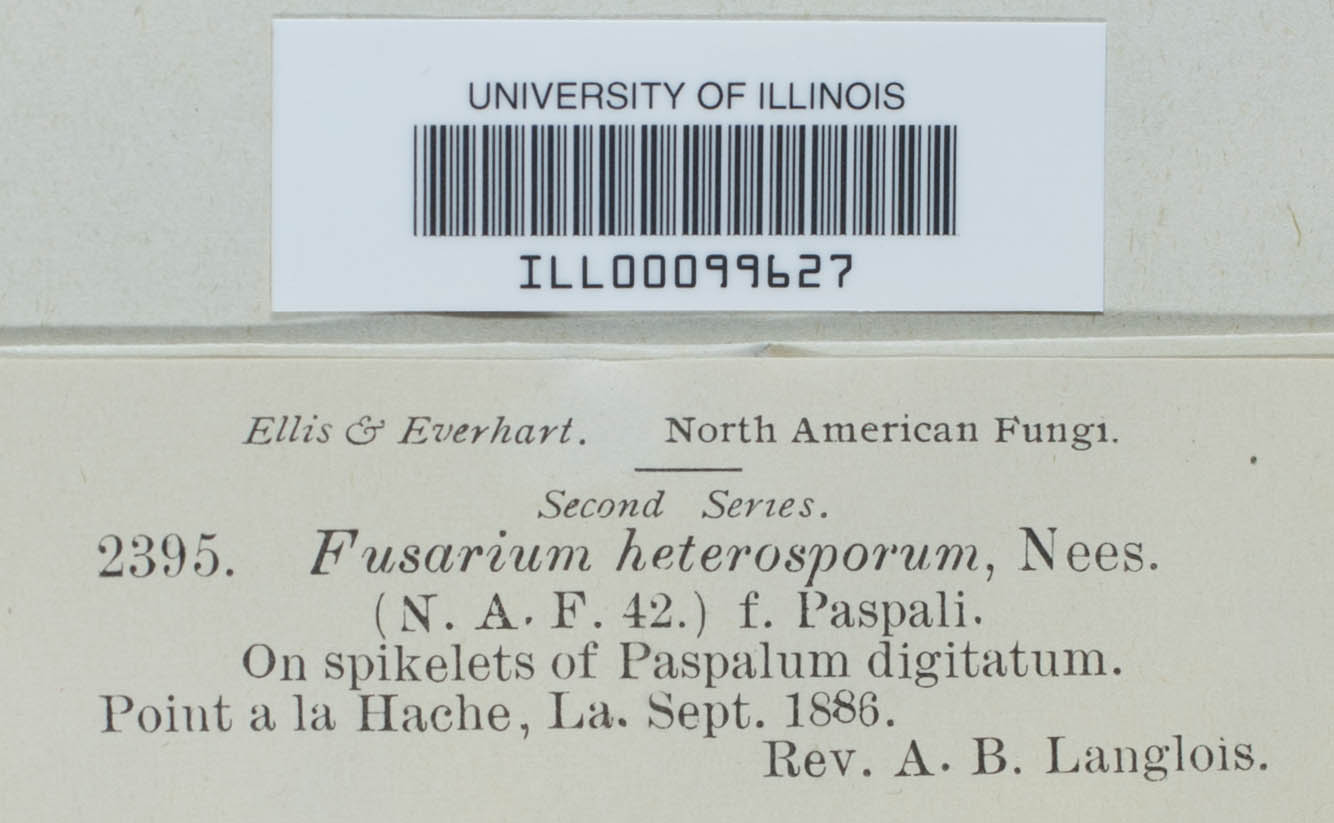 UNIVERSITY OF ILLINOIS
ILL00099627
Ellis & Everhart. North American Fungi.
Second Series.
2395. Fusarium heterosporum, Nees.
(N. A. F. 42.) f. Paspali.
On spikelets of Paspalum digitatum.
Point a la Hache, La. Sept. 1886.
Rev. A. B. Langlois.